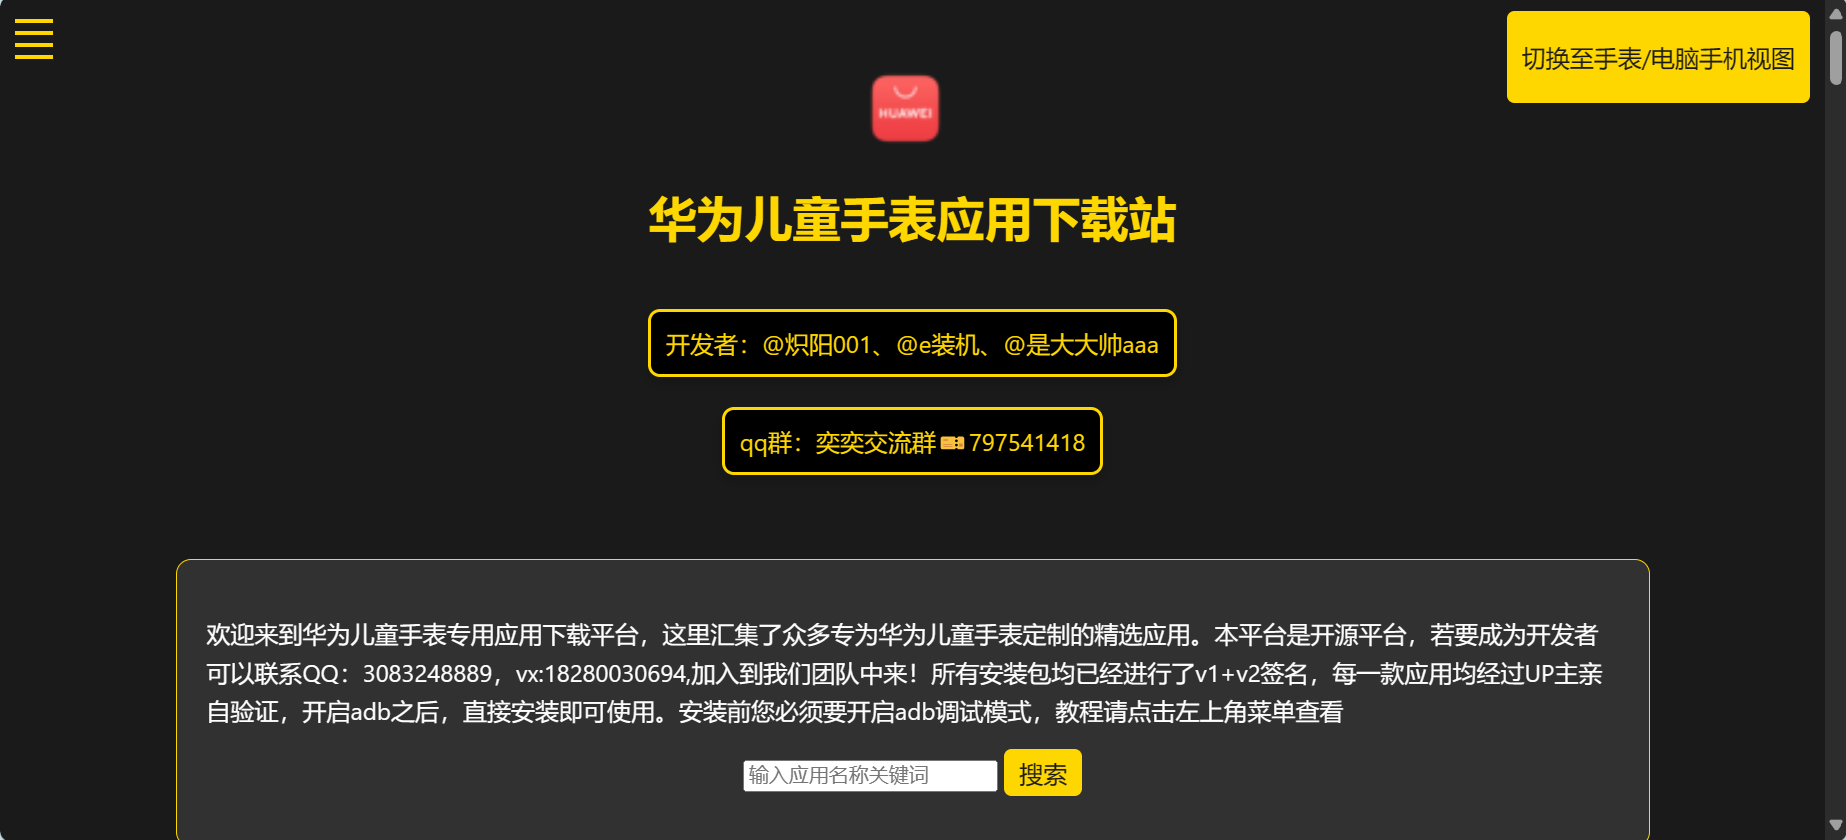 切换至手表/电脑手机视图
HUAWEI
华为儿童手表应用下载站
开发者：@炽阳001、@e装机、@是大大帅aaa
qq群：奕奕交流群🎫797541418
欢迎来到华为儿童手表专用应用下载平台，这里汇集了众多专为华为儿童手表定制的精选应用。本平台是开源平台，若要成为开发者
可以联系QQ：3083248889，vx:18280030694,加入到我们团队中来！所有安装包均已经进行了v1+v2签名，每一款应用均经过UP主亲
自验证，开启adb之后，直接安装即可使用。安装前您必须要开启adb调试模式，教程请点击左上角菜单查看
输入应用名称关键词 搜索